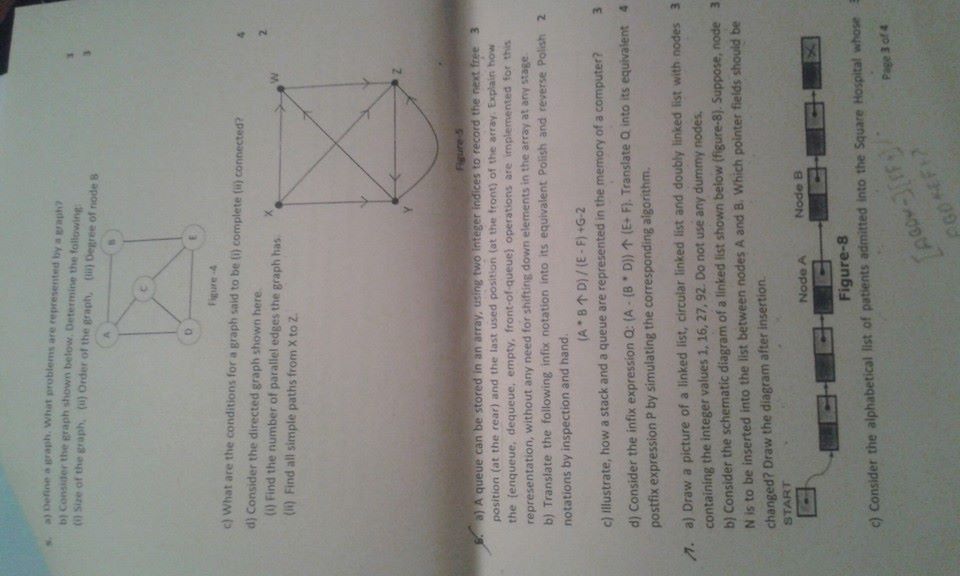 5. a) Define a graph. What problems are represented by a graph? 3
b) Consider the graph shown below. Determine the following: 3
(i) Size of the graph, (ii) Order of the graph, (iii) Degree of node B
A
B
C
D
E
Figure -4
c) What are the conditions for a graph said to be (i) complete (ii) connected? 4
d) Consider the directed graph shown here. 2
(i) Find the number of parallel edges the graph has.
(ii) Find all simple paths from X to 2.
X
W
Y
Z
Figure-5
6. a) A queue can be stored in an array, using two integer indices to record the next free 3
position (at the rear) and the last used position (at the front) of the array. Explain how
the (enqueue, dequeue, empty, front-of-queue) operations are implemented for this
representation, without any need for shifting down elements in the array at any stage.
b) Translate the following infix notation into its equivalent Polish and reverse Polish 2
notations by inspection and hand.
(A * B ↑ D) / (E - F) +G-2
c) Illustrate, how a stack and a queue are represented in the memory of a computer? 3
d) Consider the infix expression Q: (A - (B * D)) ↑ (E+ F). Translate Q into its equivalent 4
postfix expression P by simulating the corresponding algorithm.
7. a) Draw a picture of a linked list, circular linked list and doubly linked list with nodes 3
containing the integer values 1, 16, 27, 92. Do not use any dummy nodes.
b) Consider the schematic diagram of a linked list shown below (figure-8). Suppose, node 3
N is to be inserted into the list between nodes A and B. Which pointer fields should be
changed? Draw the diagram after insertion.
START
Node A
Node B
X
Figure-8
c) Consider the alphabetical list of patients admitted into the Square Hospital whose
Page 3 of 4